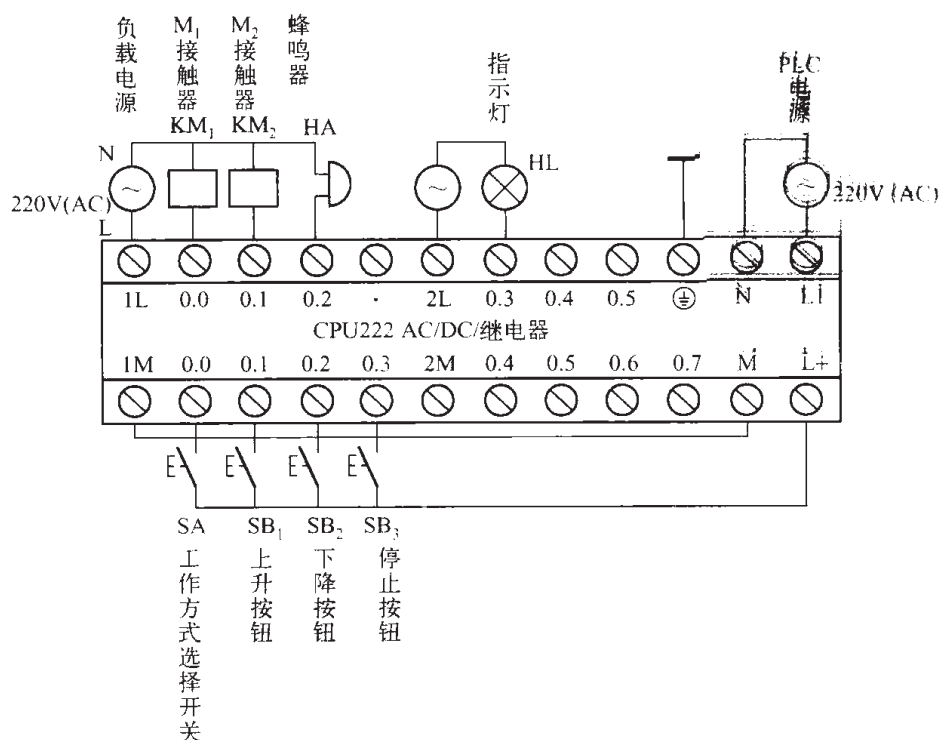 负载电源
M₁接触器
KM₁
M₂接触器
KM₂
蜂鸣器
HA
指示灯
HL
PLC电源
N
220V(AC)
L
~
~
~
220V (AC)
1L 0.0 0.1 0.2 · 2L 0.3 0.4 0.5 N L1
CPU222 AC/DC/继电器
1M 0.0 0.1 0.2 0.3 2M 0.4 0.5 0.6 0.7 M L+
SA SB₁ SB₂ SB₃
工作方式选择开关
上升按钮
下降按钮
停止按钮